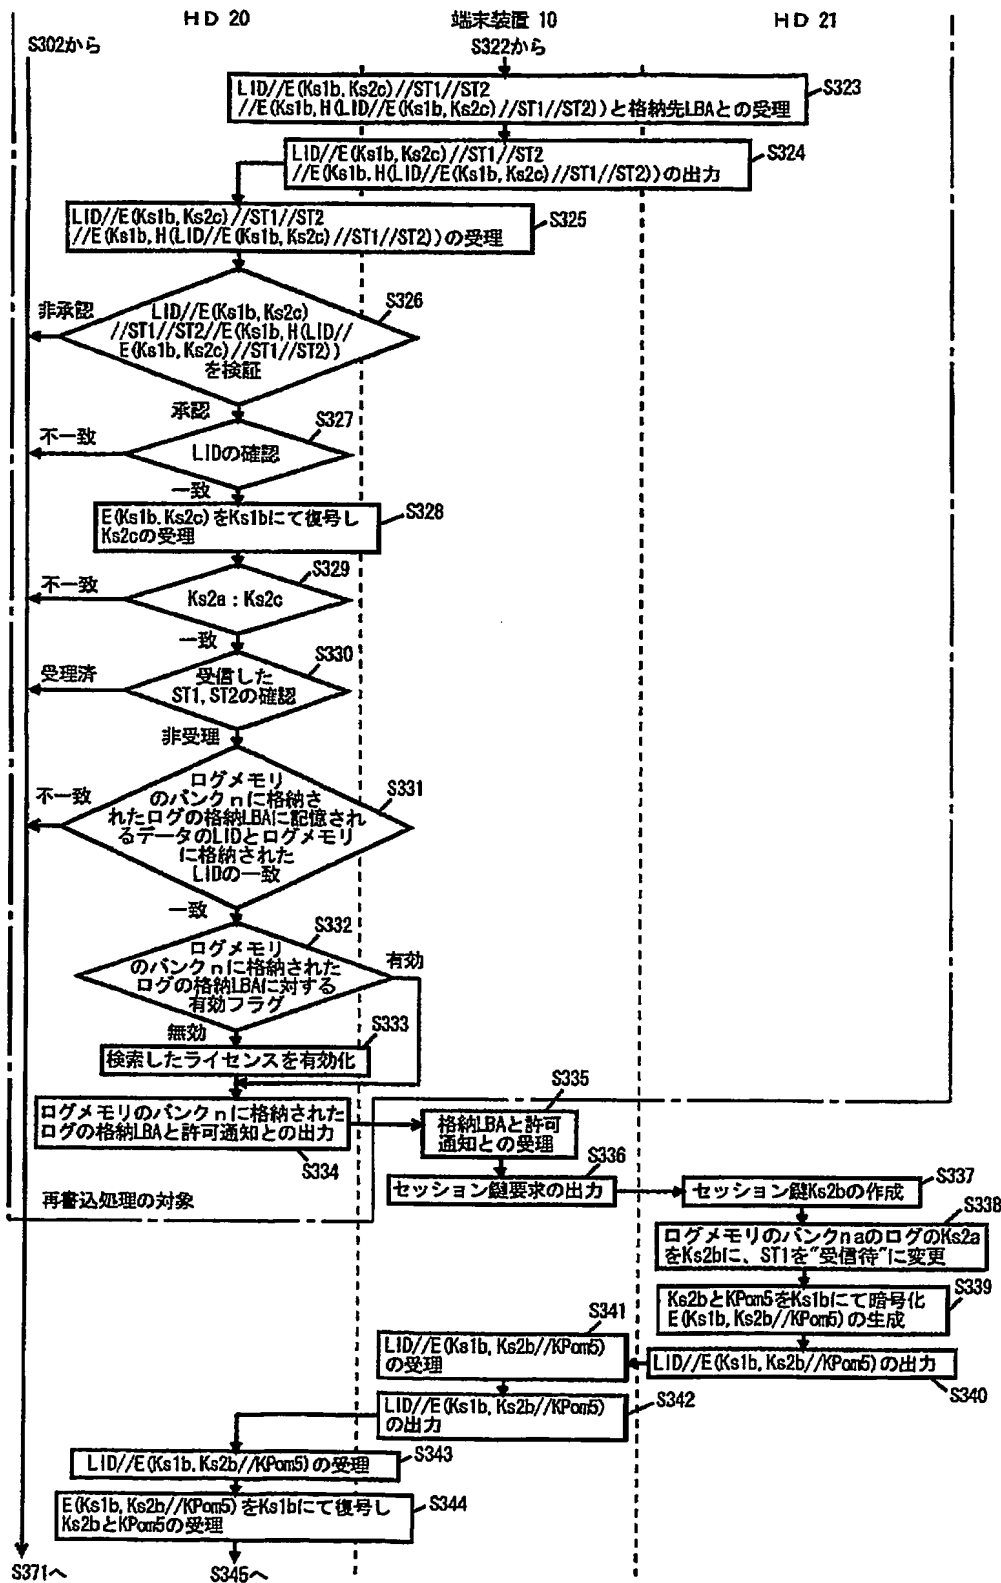 HD 20
端末装置 10
HD 21
S302から
S322から
LID//E(Ks1b,Ks2c)//ST1//ST2
//E(Ks1b,H(LID//E(Ks1b,Ks2c)//ST1//ST2))と格納先LBAとの受理
S323
LID//E(Ks1b,Ks2c)//ST1//ST2
//E(Ks1b.H(LID//E(Ks1b,Ks2c)//ST1//ST2))の出力
S324
LID//E(Ks1b,Ks2c)//ST1//ST2
//E(Ks1b,H(LID//E(Ks1b,Ks2c)//ST1//ST2))の受理
S325
非承認
LID//E(Ks1b,Ks2c)
//ST1//ST2//E(Ks1b,H(LID//
E(Ks1b,Ks2c)//ST1//ST2))
を検証
S326
承認
不一致
LIDの確認
S327
一致
E(Ks1b.Ks2c)をKs1bにて復号し
Ks2cの受理
S328
不一致
Ks2a:Ks2c
S329
一致
受理済
受信した
ST1,ST2の確認
S330
非受理
不一致
ログメモリ
のバンクnに格納さ
れたログの格納LBAに記憶され
るデータのLIDとログメモリ
に格納された
LIDの一致
S331
一致
ログメモリ
のバンクnに格納された
ログの格納LBAに対する
有効フラグ
S332
有効
無効
検索したライセンスを有効化
S333
ログメモリのバンクnに格納された
ログの格納LBAと許可通知との出力
S334
格納LBAと許可
通知との受理
S335
セッション鍵要求の出力
S336
セッション鍵Ks2bの作成
S337
再書込処理の対象
ログメモリのバンクnaのログのKs2a
をKs2bに、ST1を"受信待"に変更
S338
Ks2bとKPom5をKs1bにて暗号化
E(Ks1b,Ks2b//KPom5)の生成
S339
LID//E(Ks1b,Ks2b//KPom5)の出力
S340
LID//E(Ks1b,Ks2b//KPom5)
の受理
S341
LID//E(Ks1b,Ks2b//KPom5)
の出力
S342
LID//E(Ks1b,Ks2b//KPom5)の受理
S343
E(Ks1b,Ks2b//KPom5)をKs1bにて復号し
Ks2bとKPom5の受理
S344
S371へ
S345へ